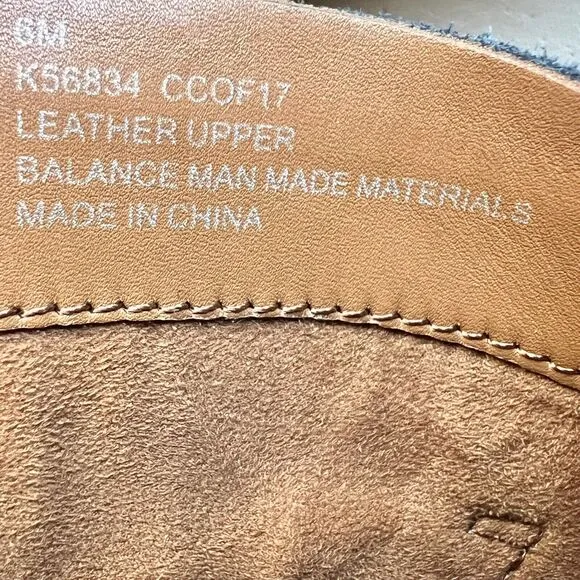 6M
K56834 CCOF17
LEATHER UPPER
BALANCE MAN MADE MATERIALS
MADE IN CHINA